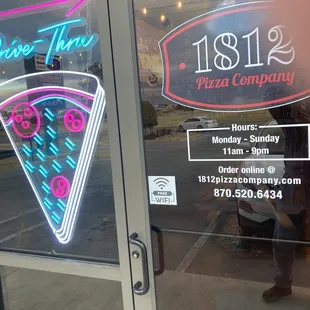 Drive Thru
1812
Pizza Company
Hours:
Monday - Sunday
11am - 9pm
Order online @
1812pizzacompany.com
870.520.6434
FREE
WIFI